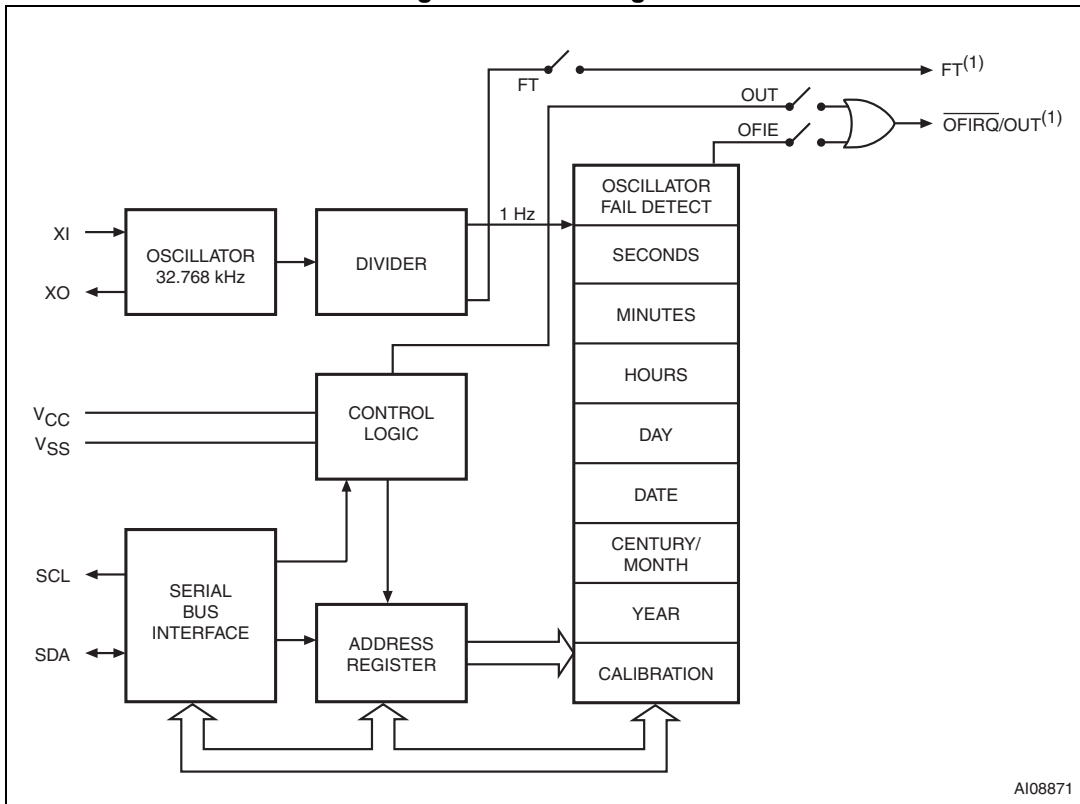 FT
FT(1)
OUT
OFIE
OFIRQ/OUT(1)
OSCILLATOR
FAIL DETECT
1 Hz
XI
XO
OSCILLATOR
32.768 kHz
DIVIDER
SECONDS
MINUTES
HOURS
DAY
DATE
CENTURY/
MONTH
YEAR
CALIBRATION
VCC
VSS
CONTROL
LOGIC
SCL
SDA
SERIAL
BUS
INTERFACE
ADDRESS
REGISTER
AI08871